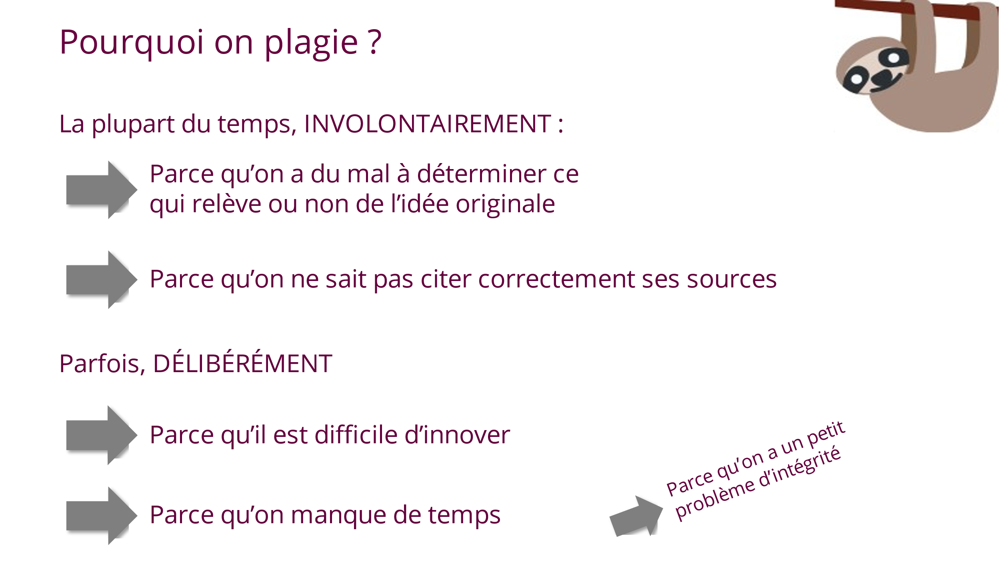 Pourquoi on plagie ?
La plupart du temps, INVOLONTAIREMENT :
Parce qu’on a du mal à déterminer ce
qui relève ou non de l’idée originale
Parce qu’on ne sait pas citer correctement ses sources
Parfois, DÉLIBÉRÉMENT
Parce qu’il est difficile d’innover
Parce qu’on manque de temps
Parce qu’on a un petit
problème d’intégrité